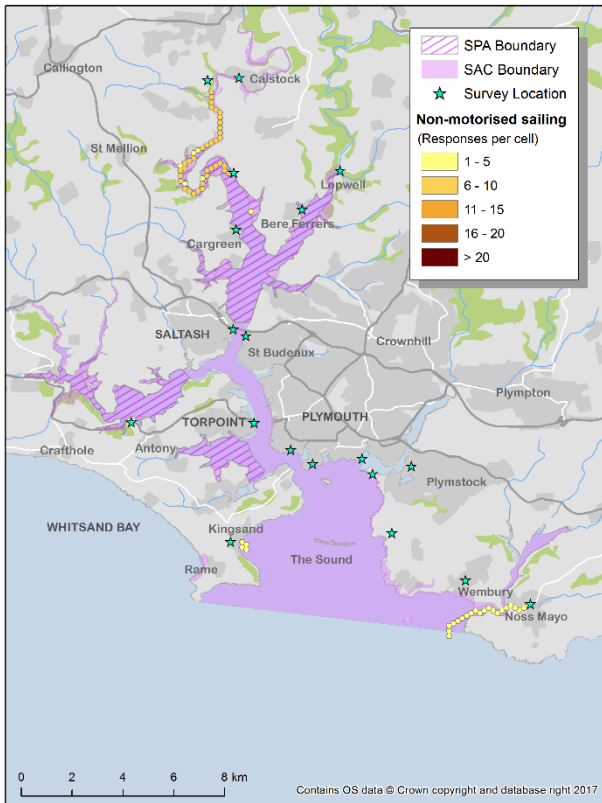 Callington
Calstock
St Mellion
Lopwell
Bere Ferrers
Cargreen
SALTASH
St Budeaux
Crownhill
Plympton
TORPOINT
PLYMOUTH
Antony
Crafthole
Plymstock
WHITSAND BAY
Kingsand
The Sound
Rame
Wembury
Noss Mayo
SPA Boundary
SAC Boundary
Survey Location
Non-motorised sailing
(Responses per cell)
1 - 5
6 - 10
11 - 15
16 - 20
> 20
0 2 4 6 8 km
Contains OS data © Crown copyright and database right 2017